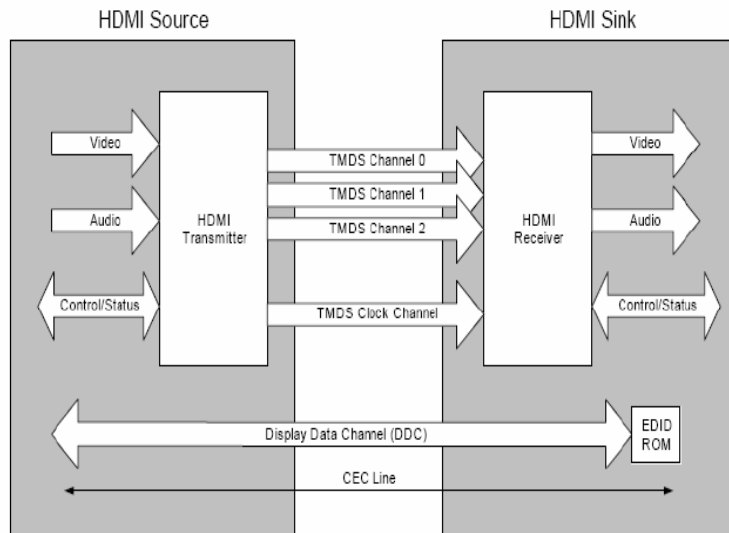 HDMI Source
HDMI Sink
Video
Audio
Control/Status
HDMI
Transmitter
TMDS Channel 0
TMDS Channel 1
TMDS Channel 2
TMDS Clock Channel
HDMI
Receiver
Video
Audio
Control/Status
Display Data Channel (DDC)
EDID
ROM
CEC Line